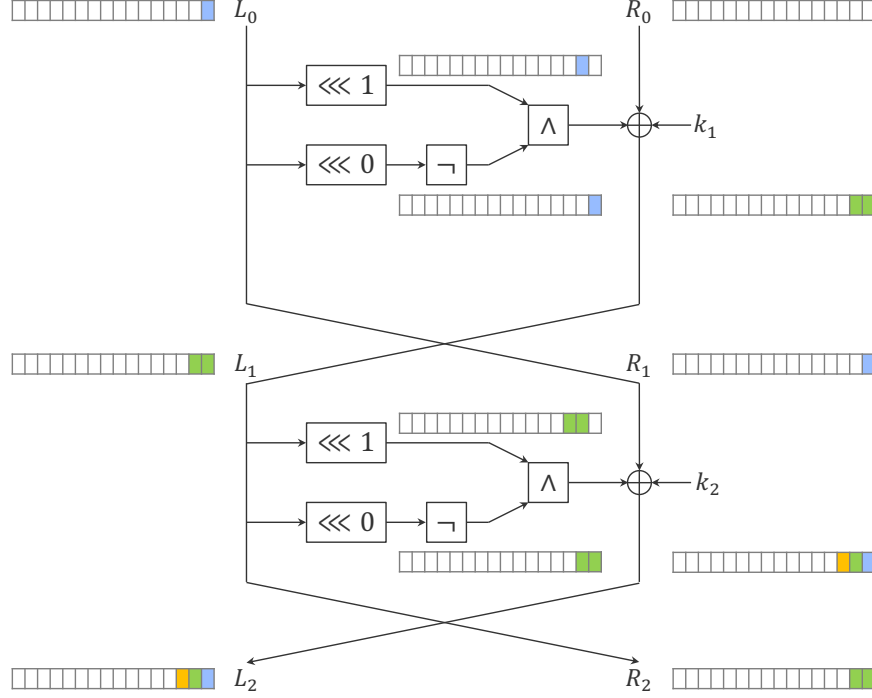 L₀ R₀
⋘ 1
∧ k₁
⋘ 0 ¬
L₁ R₁
⋘ 1
∧ k₂
⋘ 0 ¬
L₂ R₂